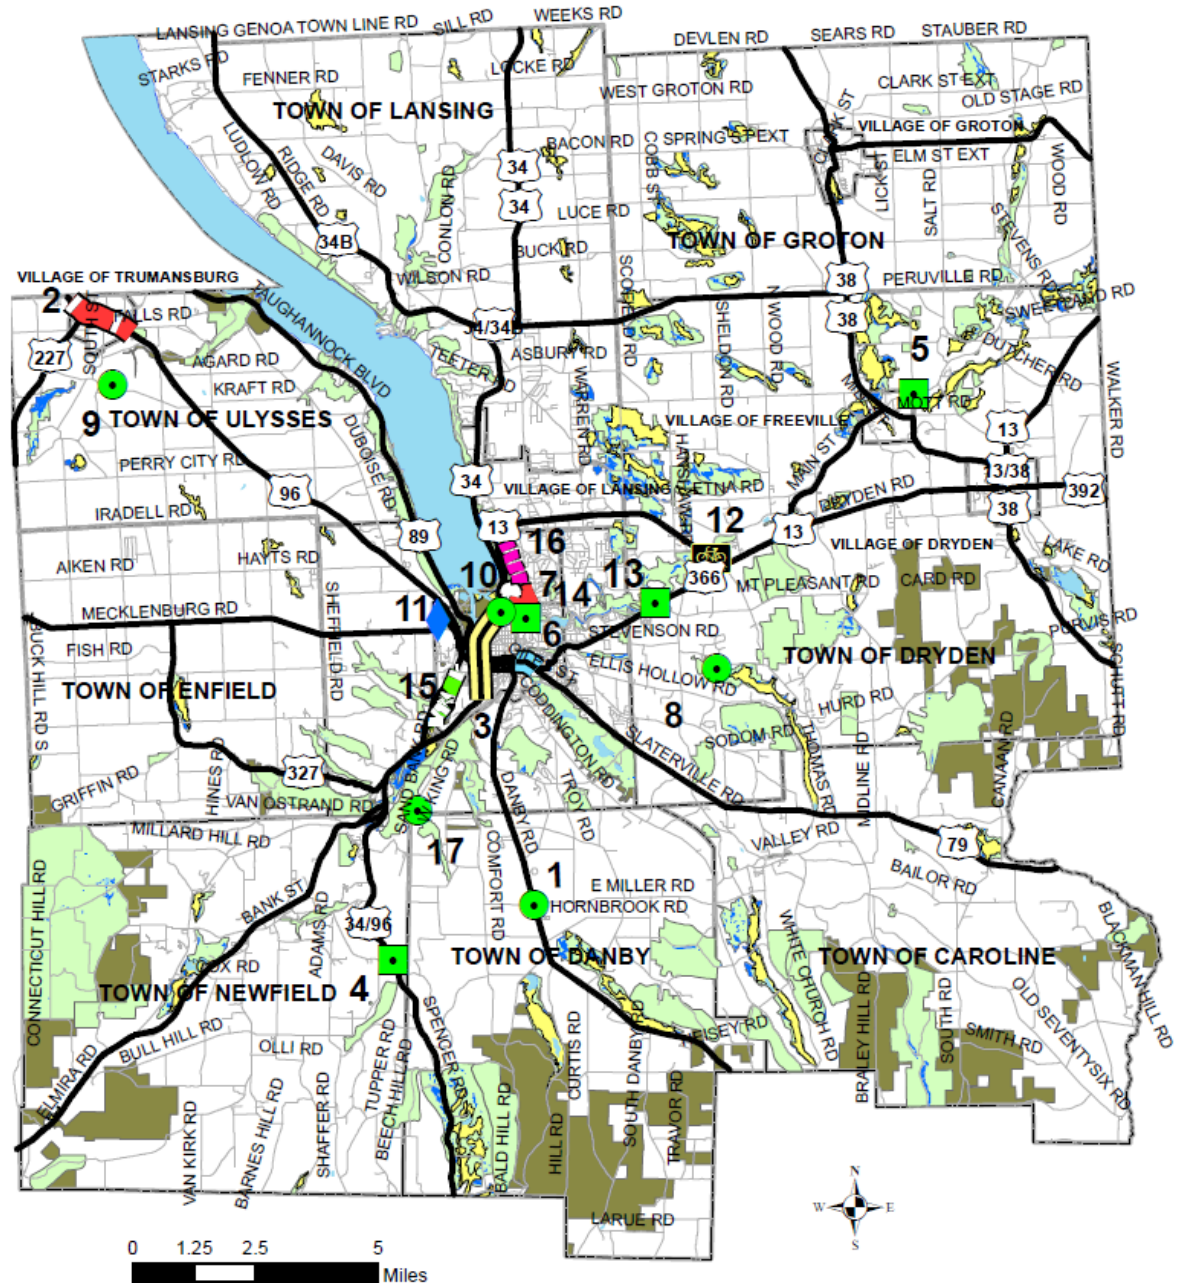 LANSING GENOA TOWN LINE RD
SILL RD
WEEKS RD
DEVLEN RD
SEARS RD
STAUBER RD
STARKS RD
FENNER RD
LOCKE RD
WEST GROTON RD
CLARK ST EXT
OLD STAGE RD
TOWN OF LANSING
CLARK ST
VILLAGE OF GROTON
BACON RD
COBB ST
SPRING ST EXT
ELM ST EXT
LUDLOW RD
RIDGE RD
DAVIS RD
CONLON RD
34
34
LICK ST
SALT RD
WOOD RD
LUCE RD
STEVENS RD
34B
BUCK RD
TOWN OF GROTON
WILSON RD
SCOFIELD RD
38
PERUVILLE RD
VILLAGE OF TRUMANSBURG
2
SOUTH ST
FALLS RD
TAUGHANNOCK BLVD
34/34B
38
SWEETLAND RD
227
AGARD RD
TEETER RD
ASBURY RD
SHELDON RD
N WOOD RD
5
DUTCHER RD
KRAFT RD
WARREN RD
MOTT RD
WALKER RD
9
TOWN OF ULYSSES
DUBOISE RD
VILLAGE OF FREEVILLE
MAIN ST
13
PERRY CITY RD
HANSHAW RD
13/38
96
34
VILLAGE OF LANSING
ETNA RD
DRYDEN RD
392
IRADELL RD
89
13
16
12
13
38
VILLAGE OF DRYDEN
AIKEN RD
HAYTS RD
LAKE RD
10
7
14
13
366
MT PLEASANT RD
CARD RD
MECKLENBURG RD
SHEFFIELD RD
11
6
STEVENSON RD
PURVIS RD
BUCK HILL RD S
FISH RD
GILES ST
ELLIS HOLLOW RD
TOWN OF DRYDEN
SCHUTT RD
TOWN OF ENFIELD
15
3
CODDINGTON RD
8
HURD RD
SLATERVILLE RD
SODOM RD
THOMAS RD
MIDLINE RD
CANAAN RD
GRIFFIN RD
HINES RD
327
VAN OSTRAND RD
SAND BANK RD
W KING RD
DANBY RD
TROY RD
MILLARD HILL RD
17
COMFORT RD
VALLEY RD
79
BAILOR RD
CONNECTICUT HILL RD
BANK ST
ADAMS RD
34/96
1
E MILLER RD
HORNBROOK RD
WHITE CHURCH RD
BLACKMAN HILL RD
COX RD
TOWN OF DANBY
TOWN OF CAROLINE
TOWN OF NEWFIELD
4
BULL HILL RD
OLLI RD
SPENCER RD
BRALEY HILL RD
SOUTH RD
OLD SEVENTYSIX RD
SMITH RD
ELMIRA RD
TUPPER RD
CURTIS RD
SOUTH DANBY RD
VAN KIRK RD
BARNES HILL RD
SHAFFER RD
BEECH HILL RD
BALD HILL RD
HILL RD
TRAVOR RD
LARUE RD
N
W E
S
0 1.25 2.5 5
Miles